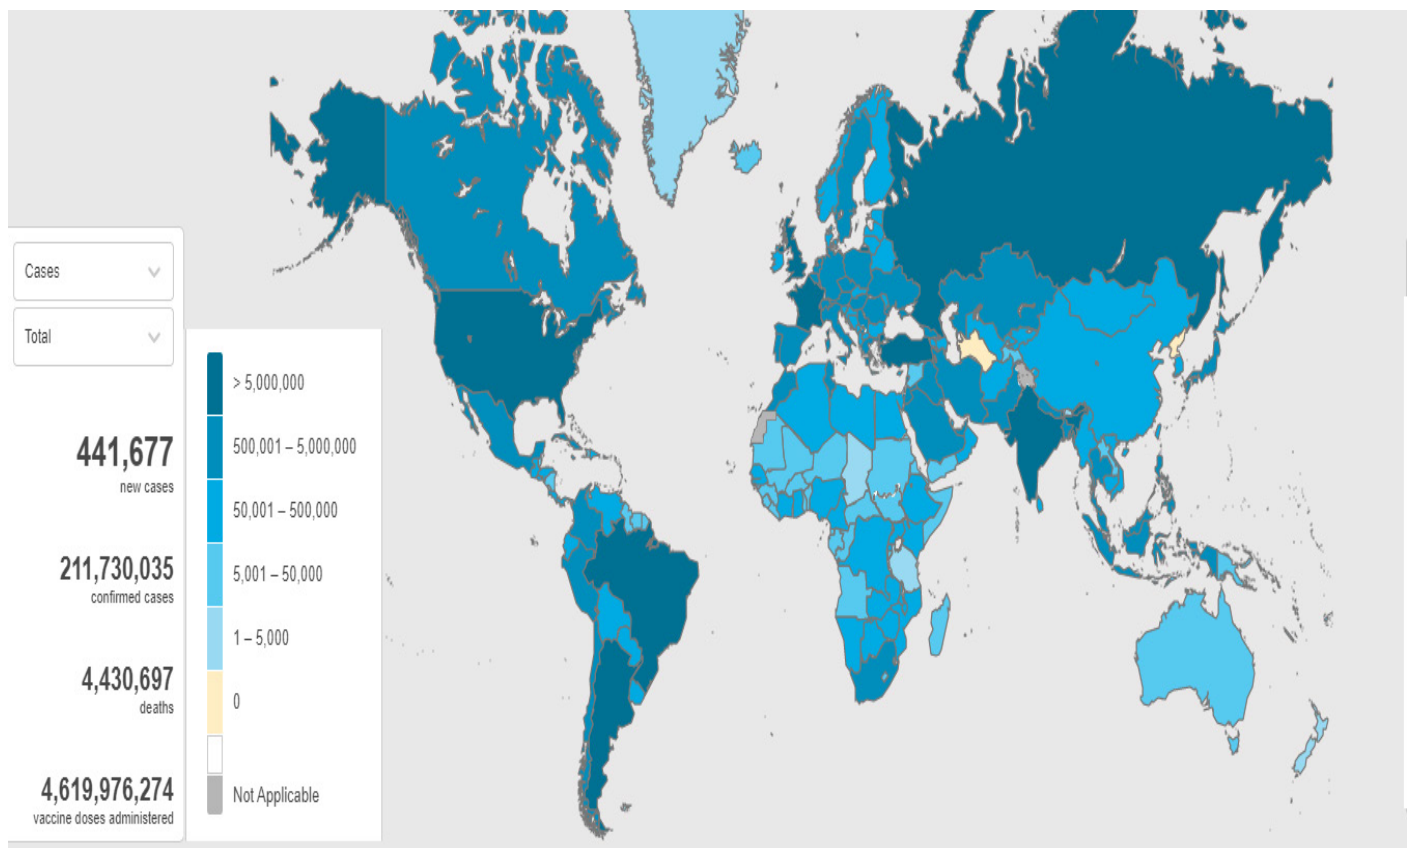 Cases
Total
441,677
new cases
211,730,035
confirmed cases
4,430,697
deaths
4,619,976,274
vaccine doses administered
> 5,000,000
500,001 – 5,000,000
50,001 – 500,000
5,001 – 50,000
1 – 5,000
0
Not Applicable